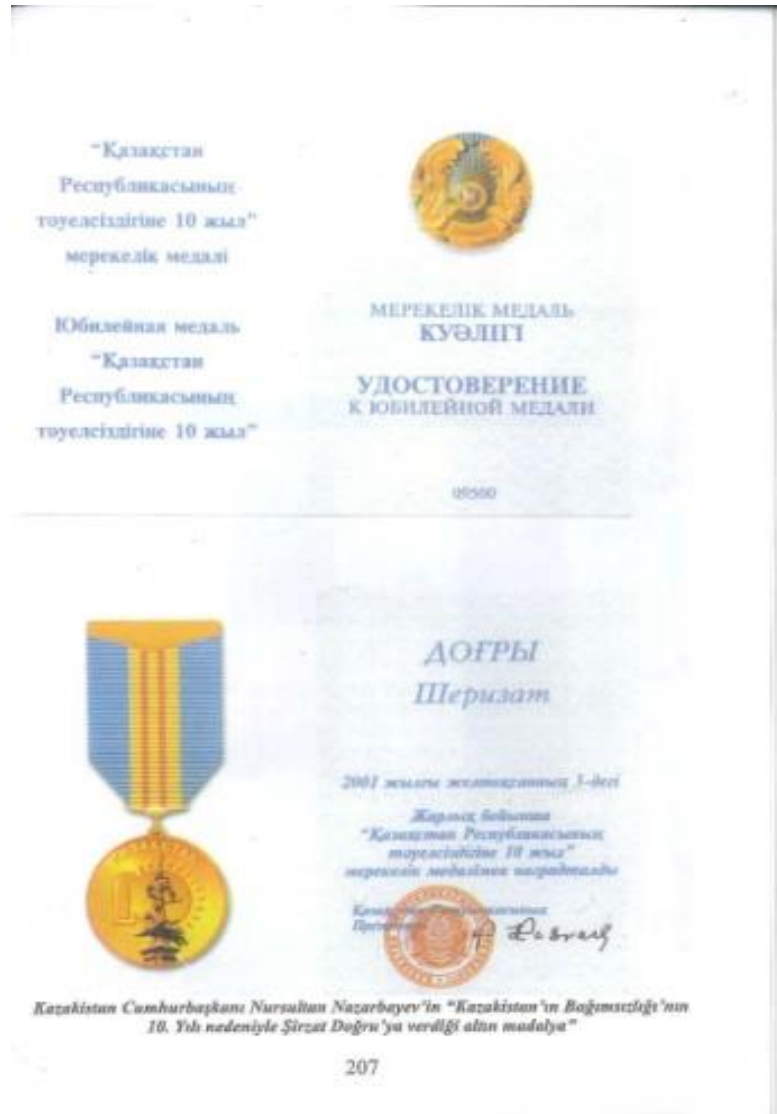 “Қазақстан
Республикасының
тәуелсіздігіне 10 жыл”
мерекелік медалі
Юбилейная медаль
“Қазақстан
Республикасының
тәуелсіздігіне 10 жыл”
МЕРЕКЕЛІК МЕДАЛЬ
КУӘЛІГІ
УДОСТОВЕРЕНИЕ
К ЮБИЛЕЙНОЙ МЕДАЛИ
ДОҒРЫ
Шеризат
2001 жылғы желтоқсанның 3-дегі
Жарлық бойынша
“Қазақстан Республикасының
тәуелсіздігіне 10 жыл”
мерекелік медалімен наградталды
Kazakistan Cumhurbaşkanı Nursultan Nazarbayev’in “Kazakistan’ın Bağımsızlığı’nın
10. Yılı nedeniyle Şirzat Doğru’ya verdiği altın madalya”
207